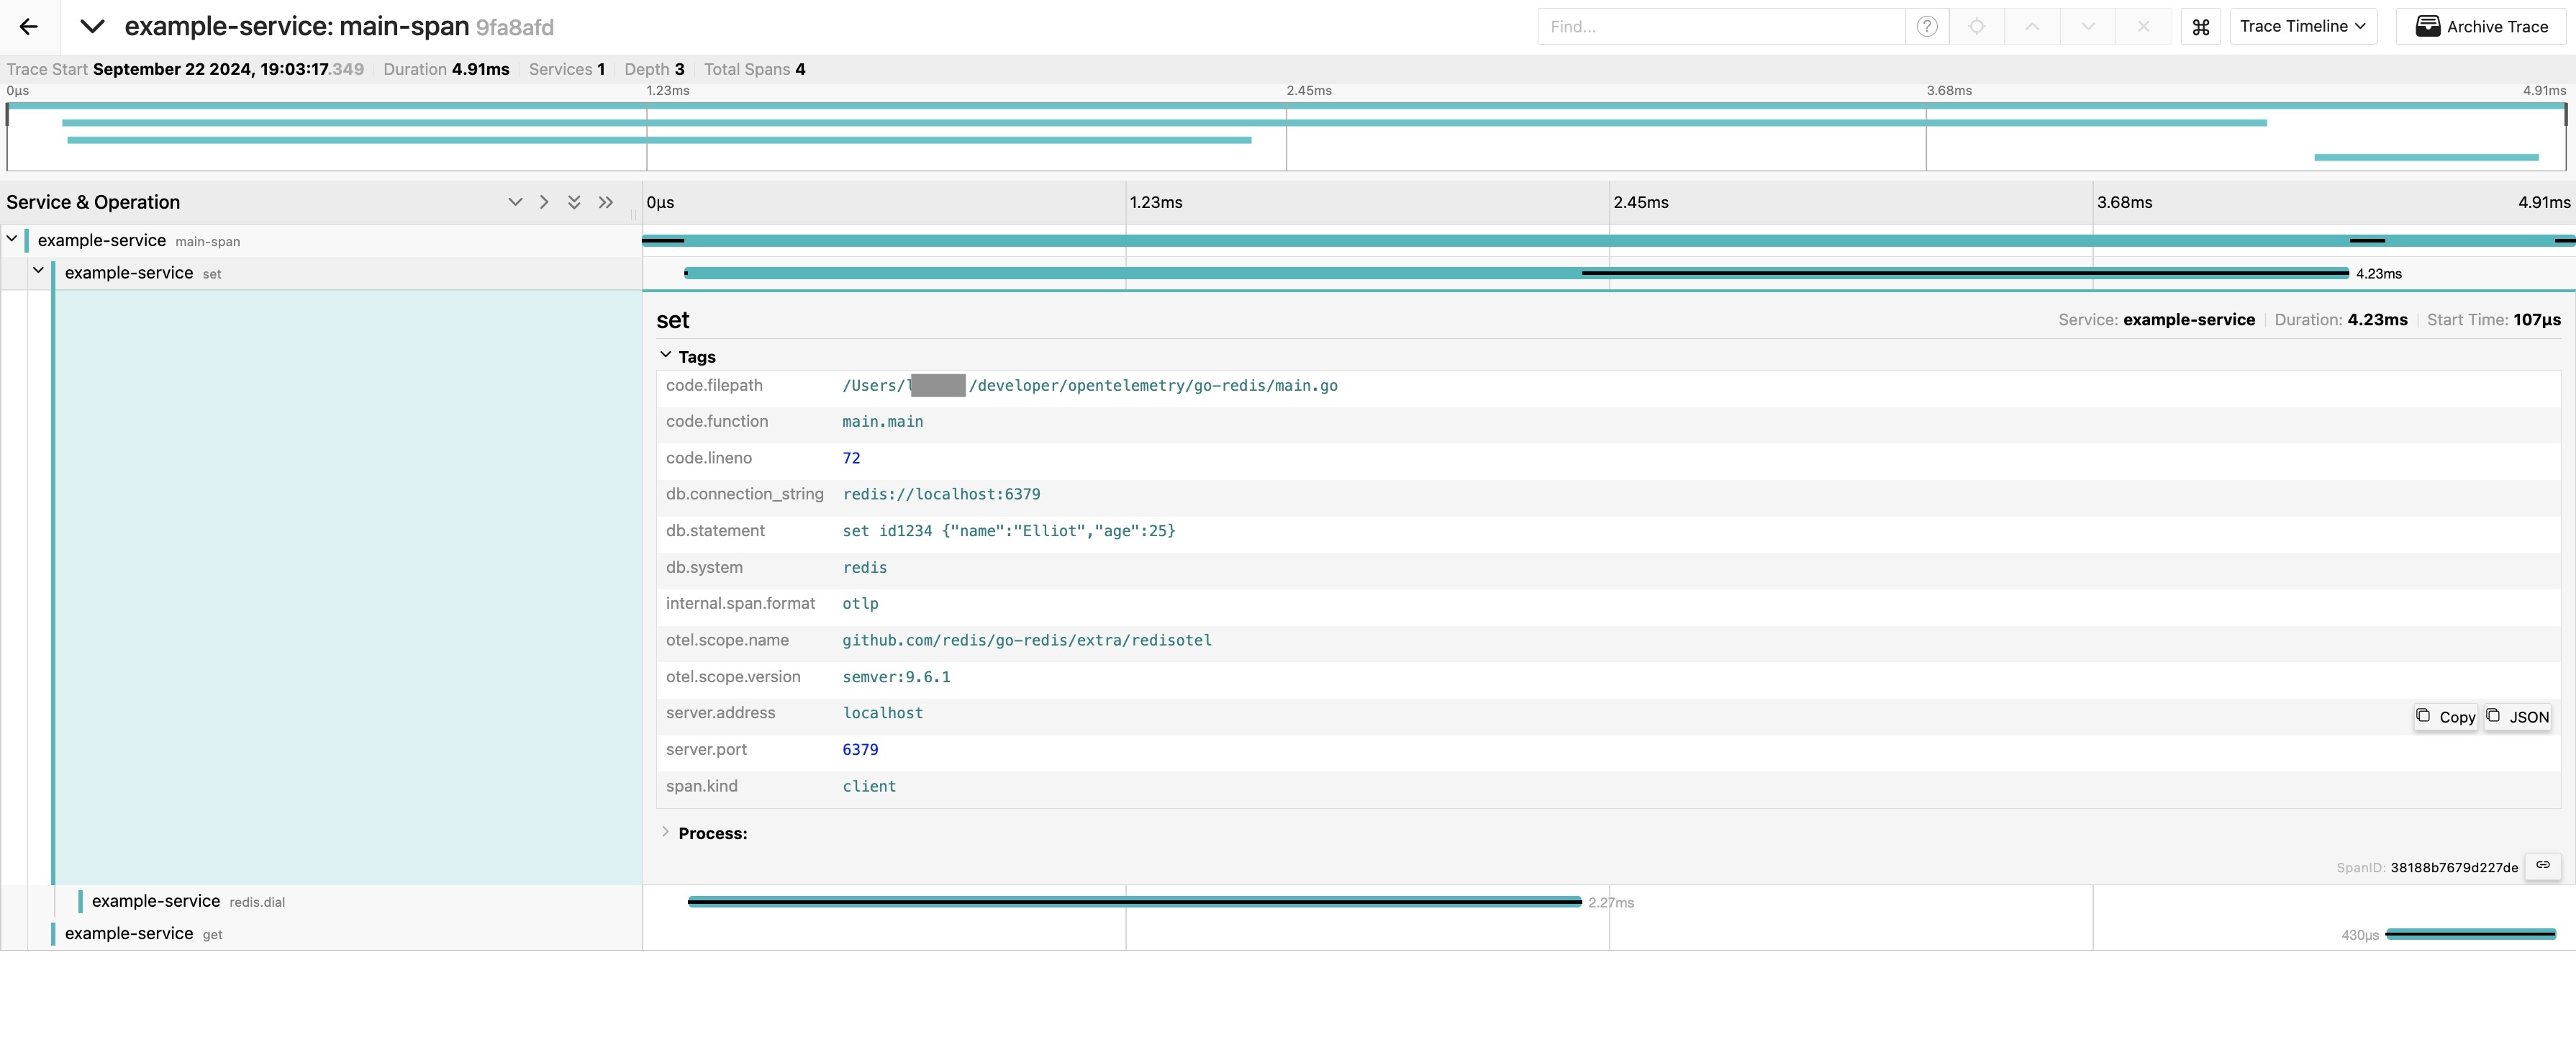 example-service: main-span 9fa8afd
Find...
?
⌘
Trace Timeline
Archive Trace
Trace Start September 22 2024, 19:03:17.349 Duration 4.91ms Services 1 Depth 3 Total Spans 4
0μs 1.23ms 2.45ms 3.68ms 4.91ms
Service & Operation 0μs 1.23ms 2.45ms 3.68ms 4.91ms
example-service main-span
example-service set 4.23ms
set Service: example-service Duration: 4.23ms Start Time: 107μs
Tags
code.filepath /Users/l /developer/opentelemetry/go-redis/main.go
code.function main.main
code.lineno 72
db.connection_string redis://localhost:6379
db.statement set id1234 {"name":"Elliot","age":25}
db.system redis
internal.span.format otlp
otel.scope.name github.com/redis/go-redis/extra/redisotel
otel.scope.version semver:9.6.1
server.address localhost Copy JSON
server.port 6379
span.kind client
Process:
SpanID: 38188b7679d227de
example-service redis.dial 2.27ms
example-service get 430μs